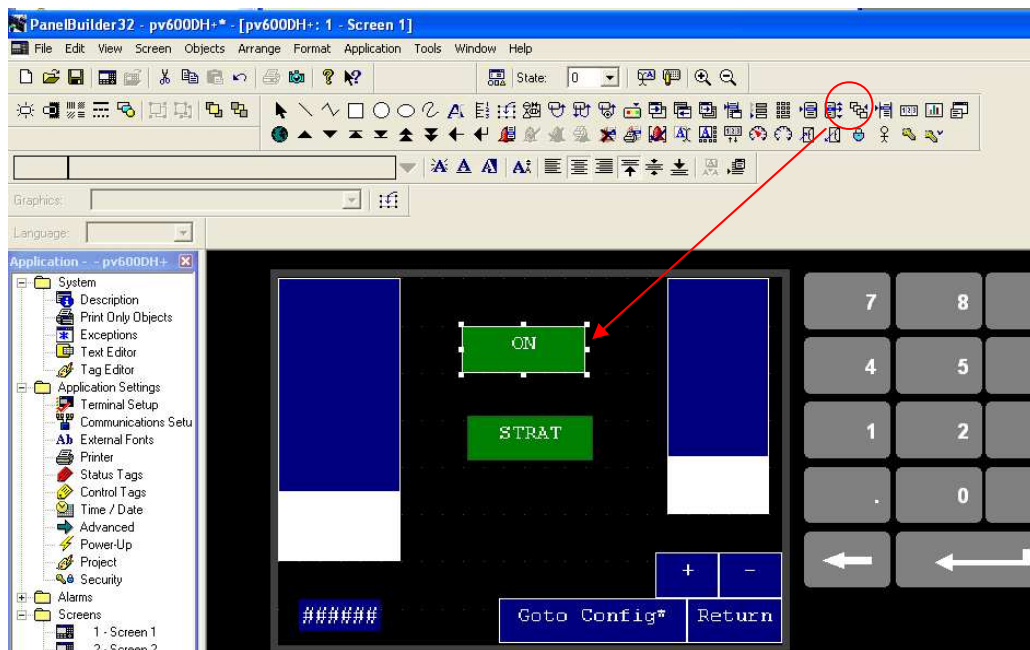 PanelBuilder32 - pv600DH+* - [pv600DH+: 1 - Screen 1]
File Edit View Screen Objects Arrange Format Application Tools Window Help
State: 0
Graphics:
Language:
Application - - pv600DH+
System
Description
Print Only Objects
Exceptions
Text Editor
Tag Editor
Application Settings
Terminal Setup
Communications Setu
Ab External Fonts
Printer
Status Tags
Control Tags
Time / Date
Advanced
Power-Up
Project
Security
Alarms
Screens
1 - Screen 1
2 - Screen 2
ON
STRAT
+ -
###### Goto Config* Return
7 8
4 5
1 2
. 0